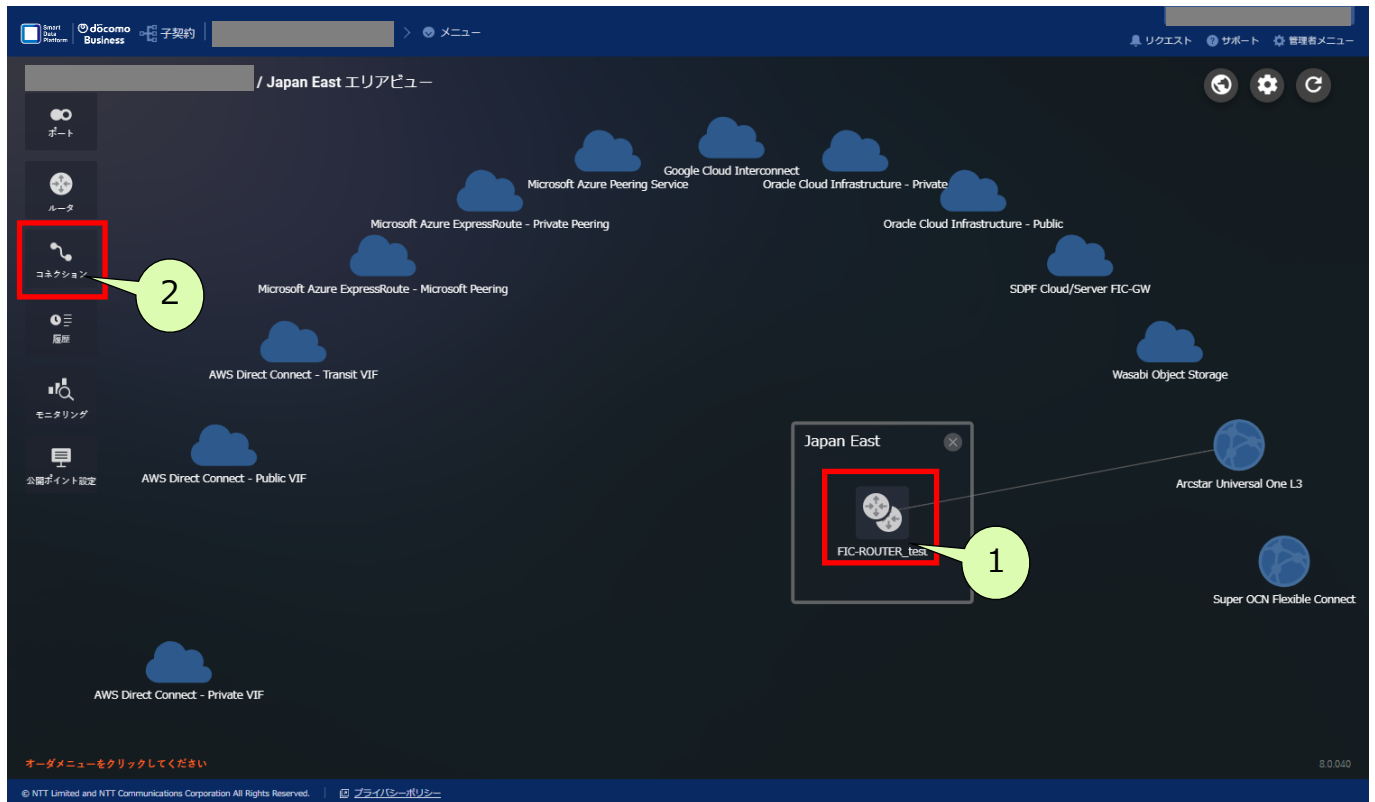 Smart Data Platform
döcomo Business
子契約
メニュー
リクエスト
サポート
管理者メニュー
/ Japan East エリアビュー
ポート
ルータ
コネクション
2
履歴
モニタリング
公開ポイント設定
Google Cloud Interconnect
Microsoft Azure Peering Service
Oracle Cloud Infrastructure - Private
Microsoft Azure ExpressRoute - Private Peering
Oracle Cloud Infrastructure - Public
Microsoft Azure ExpressRoute - Microsoft Peering
SDPF Cloud/Server FIC-GW
AWS Direct Connect - Transit VIF
Wasabi Object Storage
Japan East
AWS Direct Connect - Public VIF
Arcstar Universal One L3
FIC-ROUTER_test
1
Super OCN Flexible Connect
AWS Direct Connect - Private VIF
オーダメニューをクリックしてください
8.0.040
© NTT Limited and NTT Communications Corporation All Rights Reserved.
プライバシーポリシー